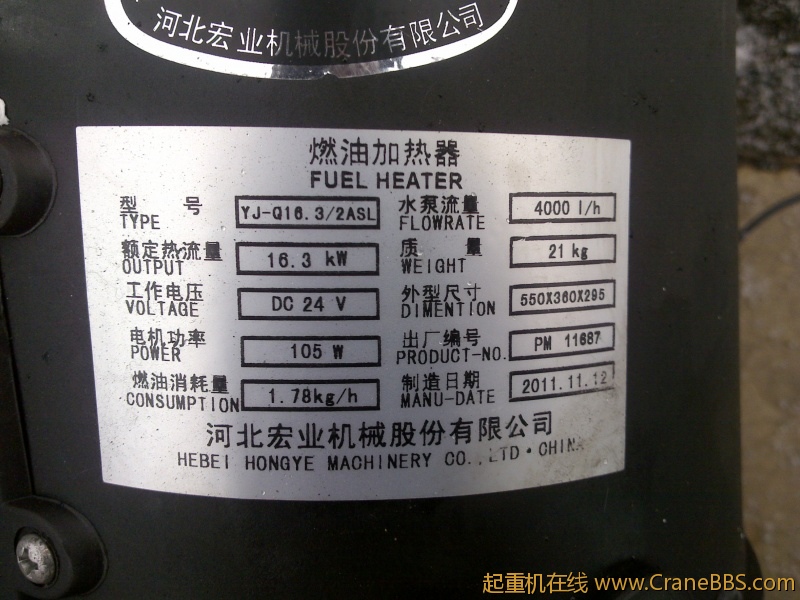 河北宏业机械股份有限公司
燃油加热器
FUEL HEATER
型 号 YJ-Q16.3/2ASL 水泵流量 4000 l/h
TYPE FLOWRATE
额定热流量 16.3 kW 质 量 21 kg
OUTPUT WEIGHT
工作电压 DC 24 V 外型尺寸 550X360X295
VOLTAGE DIMENTION
电机功率 105 W 出厂编号 PM 11687
POWER PRODUCT-NO.
燃油消耗量 1.78kg/h 制造日期 2011.11.12
CONSUMPTION MANU-DATE
河北宏业机械股份有限公司
HEBEI HONGYE MACHINERY CO.,LTD·CHINA
起重机在线 www.CraneBBS.com